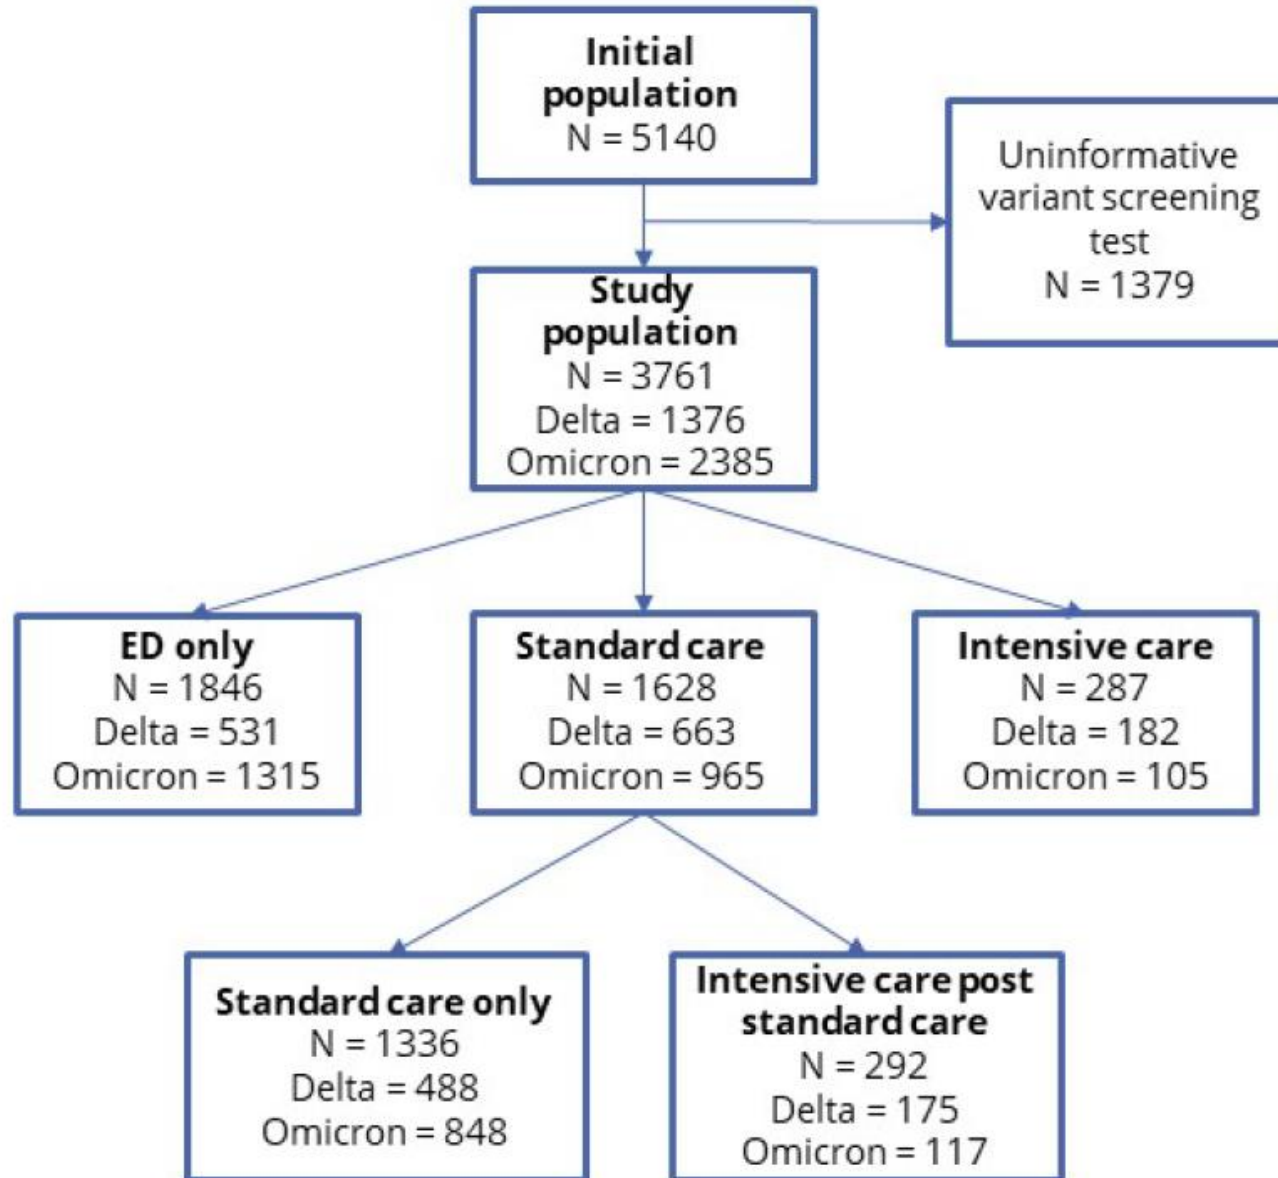 Initial
population
N = 5140
Uninformative
variant screening
test
N = 1379
Study
population
N = 3761
Delta = 1376
Omicron = 2385
ED only
N = 1846
Delta = 531
Omicron = 1315
Standard care
N = 1628
Delta = 663
Omicron = 965
Intensive care
N = 287
Delta = 182
Omicron = 105
Standard care only
N = 1336
Delta = 488
Omicron = 848
Intensive care post
standard care
N = 292
Delta = 175
Omicron = 117